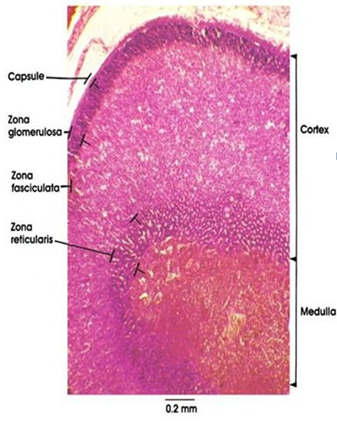 Capsule
Zona
glomerulosa
Zona
fasciculata
Zona
reticularis
Cortex
Medulla
0.2 mm